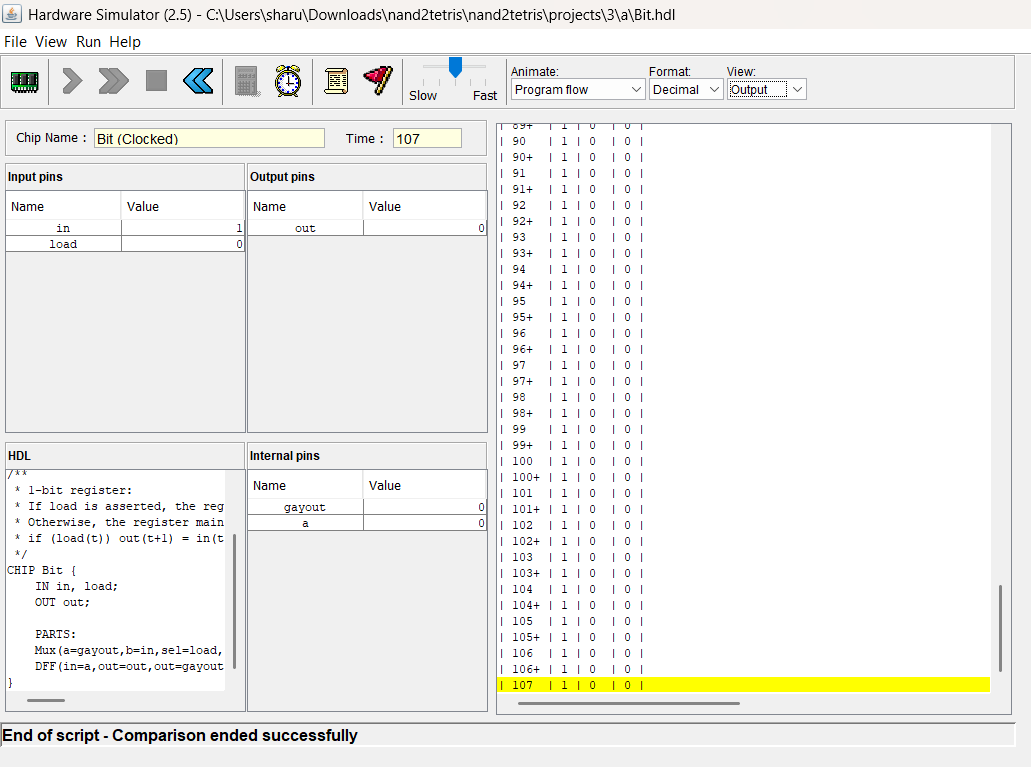 Hardware Simulator (2.5) - C:\Users\sharu\Downloads\nand2tetris\nand2tetris\projects\3\a\Bit.hdl
File View Run Help
Slow Fast
Animate: Format: View:
Program flow Decimal Output
Chip Name : Bit (Clocked) Time : 107
Input pins
Name Value
in 1
load 0
Output pins
Name Value
out 0
HDL
/**
* 1-bit register:
* If load is asserted, the reg
* Otherwise, the register main
* if (load(t)) out(t+1) = in(t
*/
CHIP Bit {
IN in, load;
OUT out;
PARTS:
Mux(a=gayout,b=in,sel=load,
DFF(in=a,out=out,out=gayout
}
Internal pins
Name Value
gayout 0
a 0
| 89+ | 1 | 0 | 0 |
| 90 | 1 | 0 | 0 |
| 90+ | 1 | 0 | 0 |
| 91 | 1 | 0 | 0 |
| 91+ | 1 | 0 | 0 |
| 92 | 1 | 0 | 0 |
| 92+ | 1 | 0 | 0 |
| 93 | 1 | 0 | 0 |
| 93+ | 1 | 0 | 0 |
| 94 | 1 | 0 | 0 |
| 94+ | 1 | 0 | 0 |
| 95 | 1 | 0 | 0 |
| 95+ | 1 | 0 | 0 |
| 96 | 1 | 0 | 0 |
| 96+ | 1 | 0 | 0 |
| 97 | 1 | 0 | 0 |
| 97+ | 1 | 0 | 0 |
| 98 | 1 | 0 | 0 |
| 98+ | 1 | 0 | 0 |
| 99 | 1 | 0 | 0 |
| 99+ | 1 | 0 | 0 |
| 100 | 1 | 0 | 0 |
| 100+ | 1 | 0 | 0 |
| 101 | 1 | 0 | 0 |
| 101+ | 1 | 0 | 0 |
| 102 | 1 | 0 | 0 |
| 102+ | 1 | 0 | 0 |
| 103 | 1 | 0 | 0 |
| 103+ | 1 | 0 | 0 |
| 104 | 1 | 0 | 0 |
| 104+ | 1 | 0 | 0 |
| 105 | 1 | 0 | 0 |
| 105+ | 1 | 0 | 0 |
| 106 | 1 | 0 | 0 |
| 106+ | 1 | 0 | 0 |
| 107 | 1 | 0 | 0 |
End of script - Comparison ended successfully